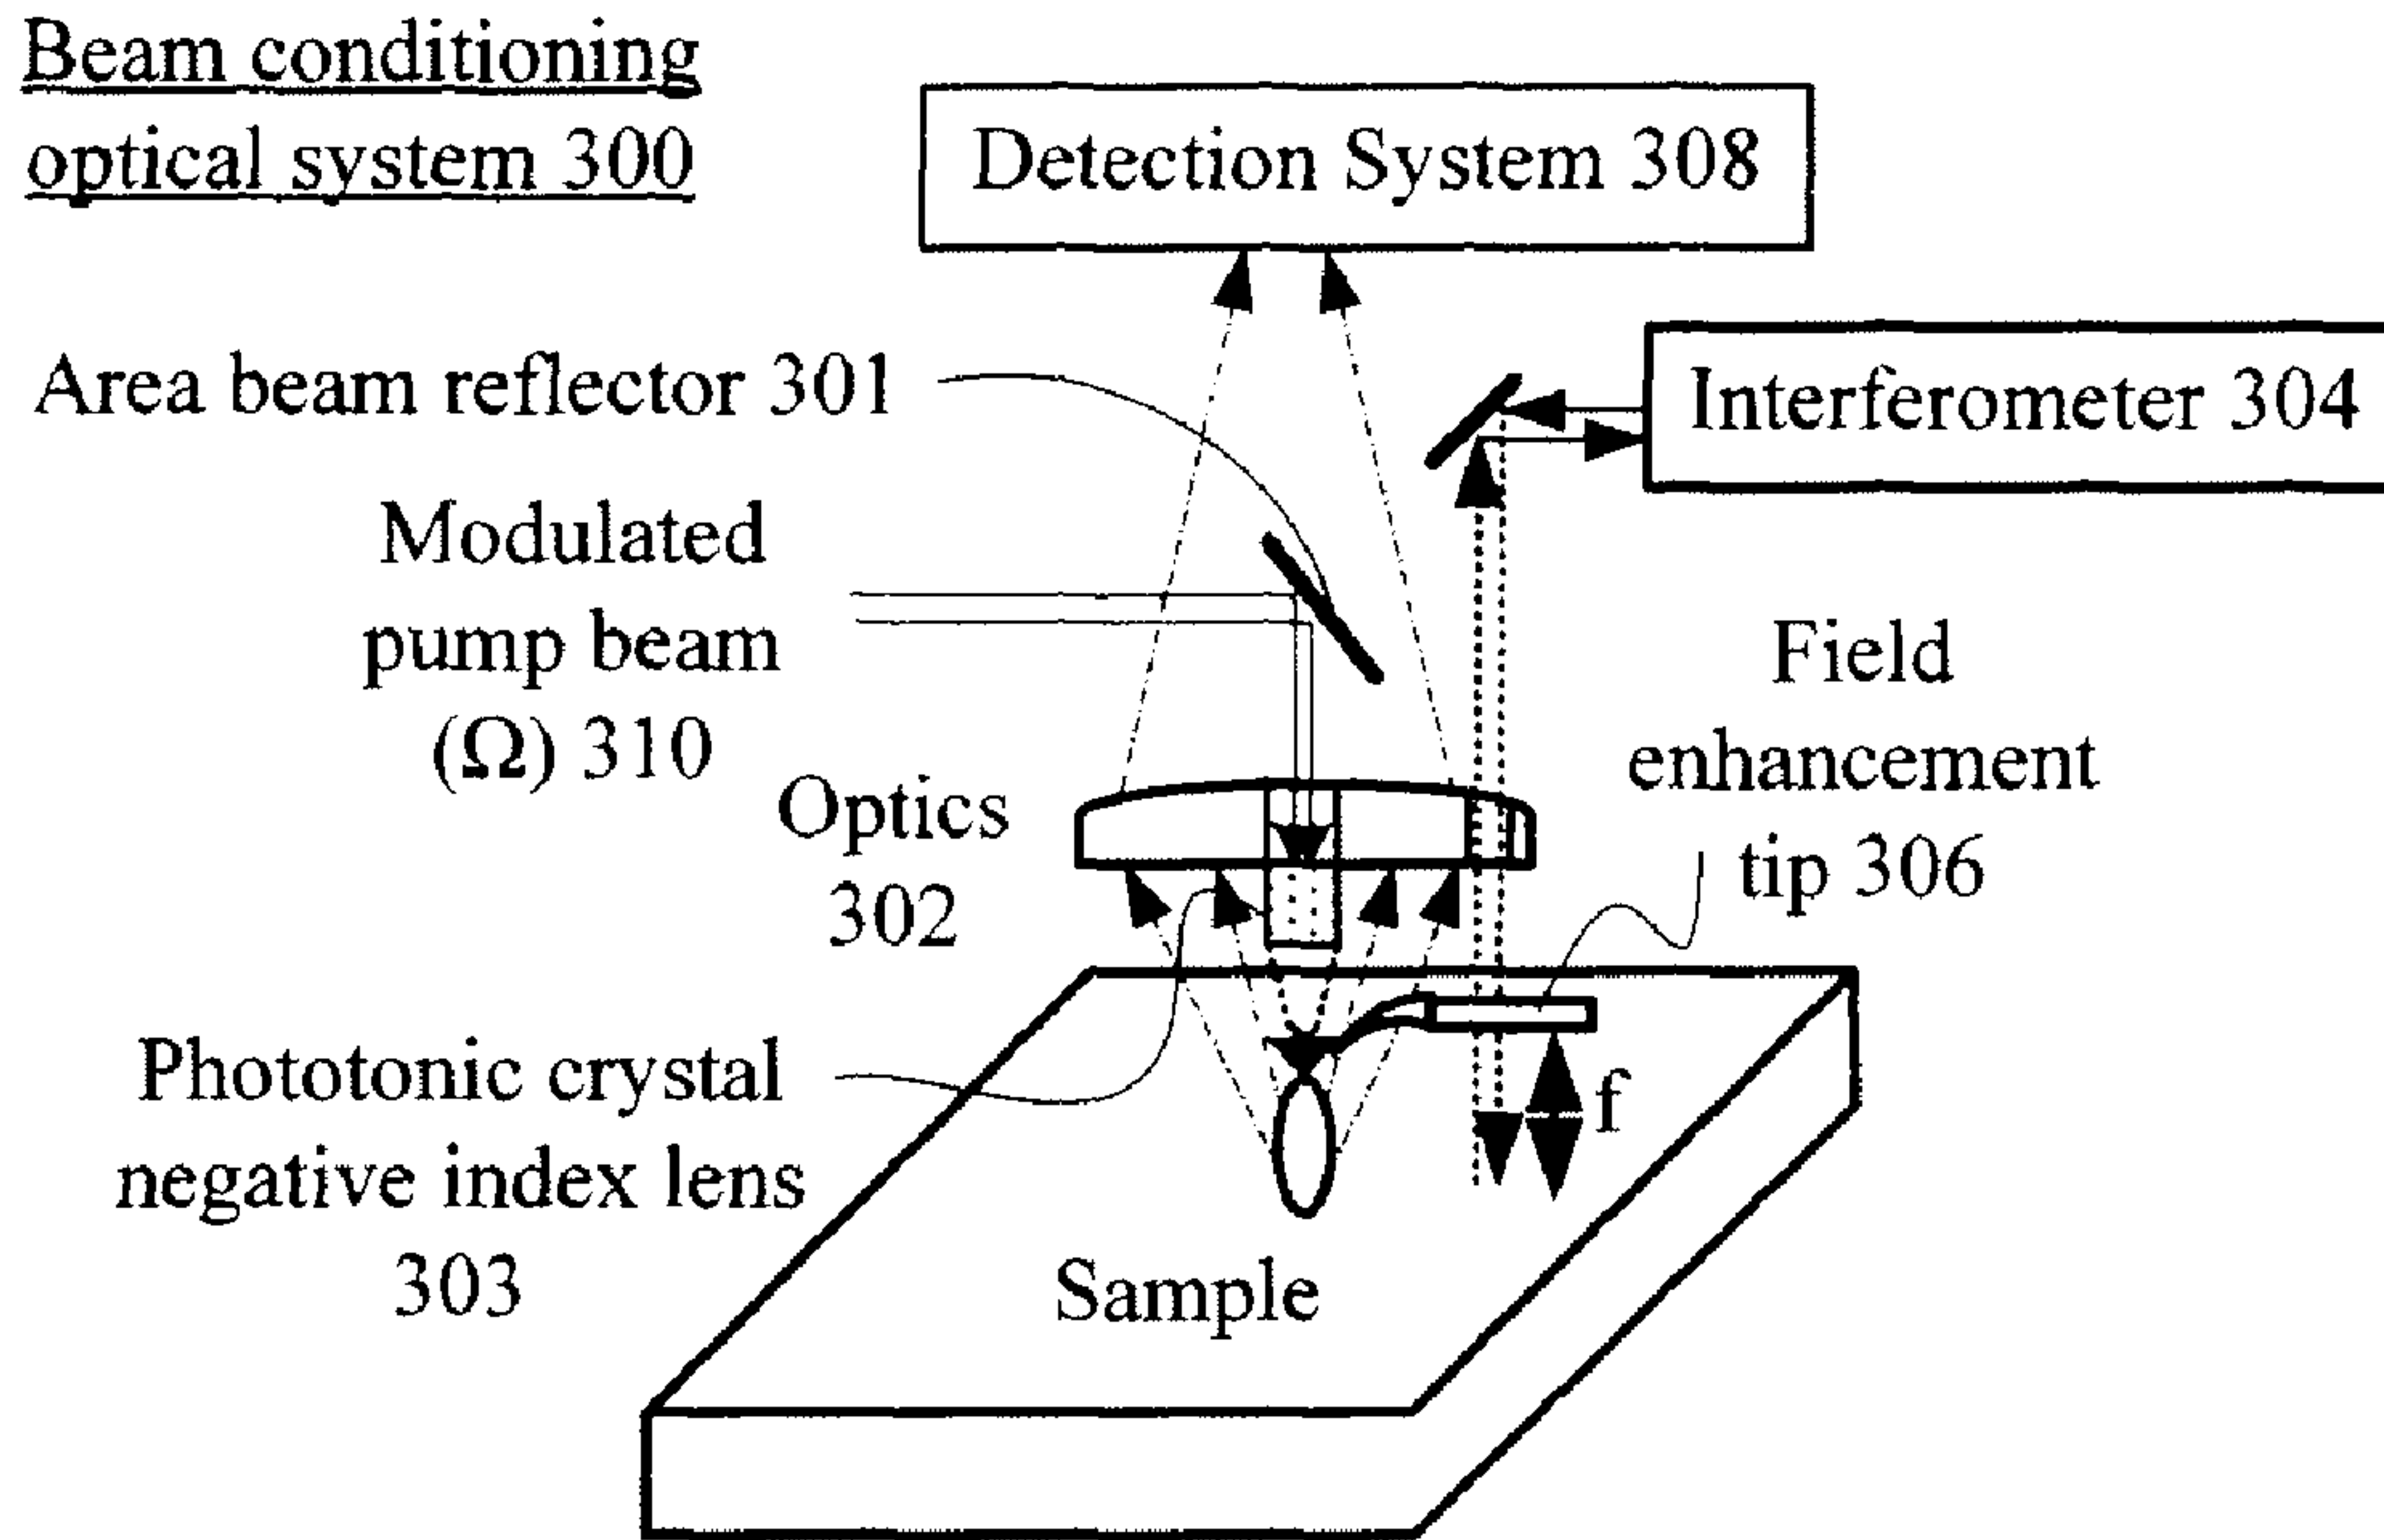 Beam conditioning
optical system 300
Detection System 308
Area beam reflector 301
Interferometer 304
Modulated
pump beam
(Ω) 310
Field
enhancement
tip 306
Optics
302
f
Phototonic crystal
negative index lens
303
Sample